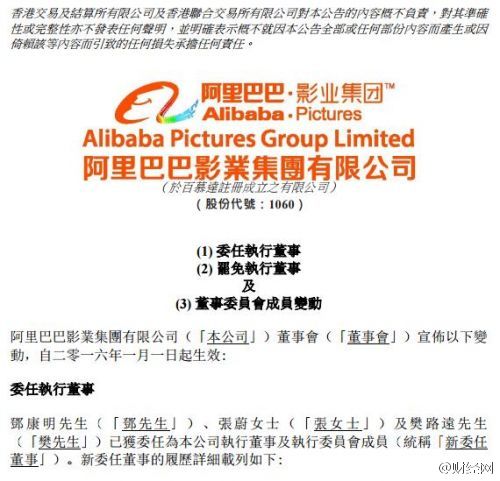 香港交易及結算所有限公司及香港聯合交易所有限公司對本公告的內容概不負責，對其準確
性或完整性亦不發表任何聲明，並明確表示概不就因本公告全部或任何部份內容而產生或因
倚賴該等內容而引致的任何損失承擔任何責任。
阿里巴巴·影业集团™
Alibaba·Pictures
Alibaba Pictures Group Limited
阿里巴巴影業集團有限公司
（於百慕達註冊成立之有限公司）
（股份代號：1060）
(1) 委任執行董事
(2) 罷免執行董事
及
(3) 董事委員會成員變動
阿里巴巴影業集團有限公司（「本公司」）董事會（「董事會」）宣佈以下變
動，自二零一六年一月一日起生效:
委任執行董事
鄧康明先生（「鄧先生」）、張蔚女士（「張女士」）及樊路遠先生
（「樊先生」）已獲委任為本公司執行董事及執行委員會成員（統稱「新委任
董事」）。新委任董事的履歷詳細載列如下：
@财经网